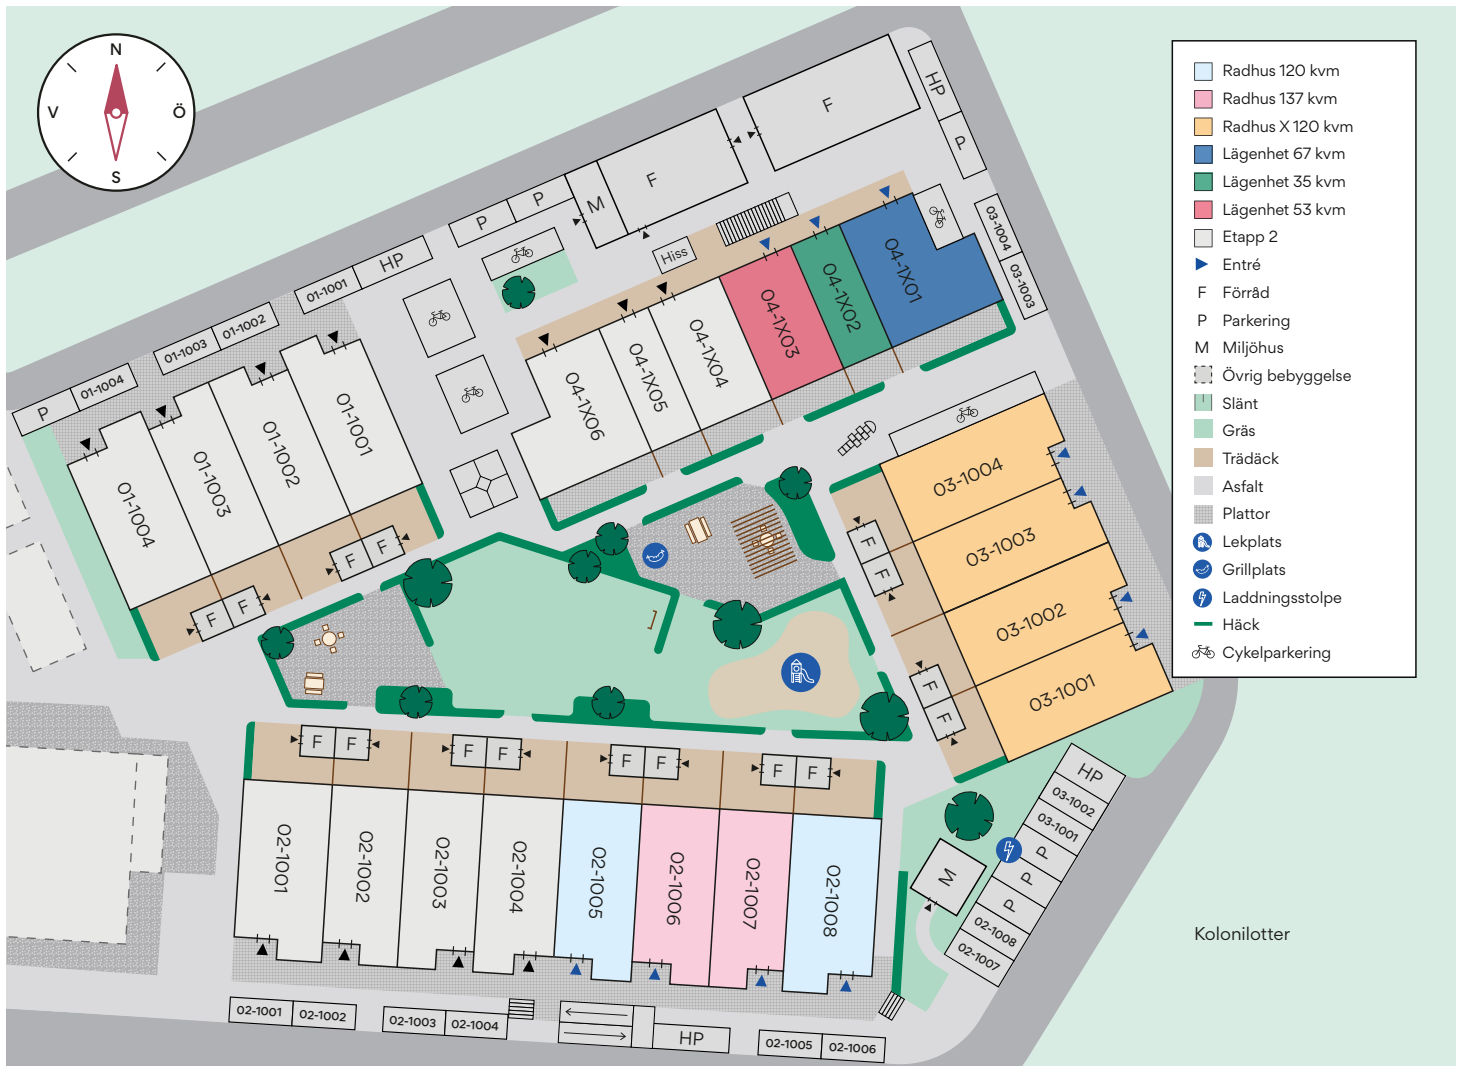 N
V
Ö
S
Radhus 120 kvm
Radhus 137 kvm
Radhus X 120 kvm
Lägenhet 67 kvm
Lägenhet 35 kvm
Lägenhet 53 kvm
Etapp 2
Entré
F Förråd
P Parkering
M Miljöhus
Övrig bebyggelse
Slänt
Gräs
Trädäck
Asfalt
Plattor
Lekplats
Grillplats
Laddningsstolpe
Häck
Cykelparkering
F
HP
P
F
M
P
P
HP
01-1001
01-1002
01-1003
01-1004
P
Hiss
03-1004
03-1003
04-1X01
04-1X02
04-1X03
04-1X04
04-1X05
04-1X06
01-1001
01-1002
01-1003
01-1004
F
F
F
F
03-1004
03-1003
03-1002
03-1001
F
F
F
F
F
F
F
F
F
F
F
F
02-1001
02-1002
02-1003
02-1004
02-1005
02-1006
02-1007
02-1008
HP
03-1002
03-1001
P
P
P
02-1008
02-1007
M
Kolonilotter
02-1001
02-1002
02-1003
02-1004
HP
02-1005
02-1006